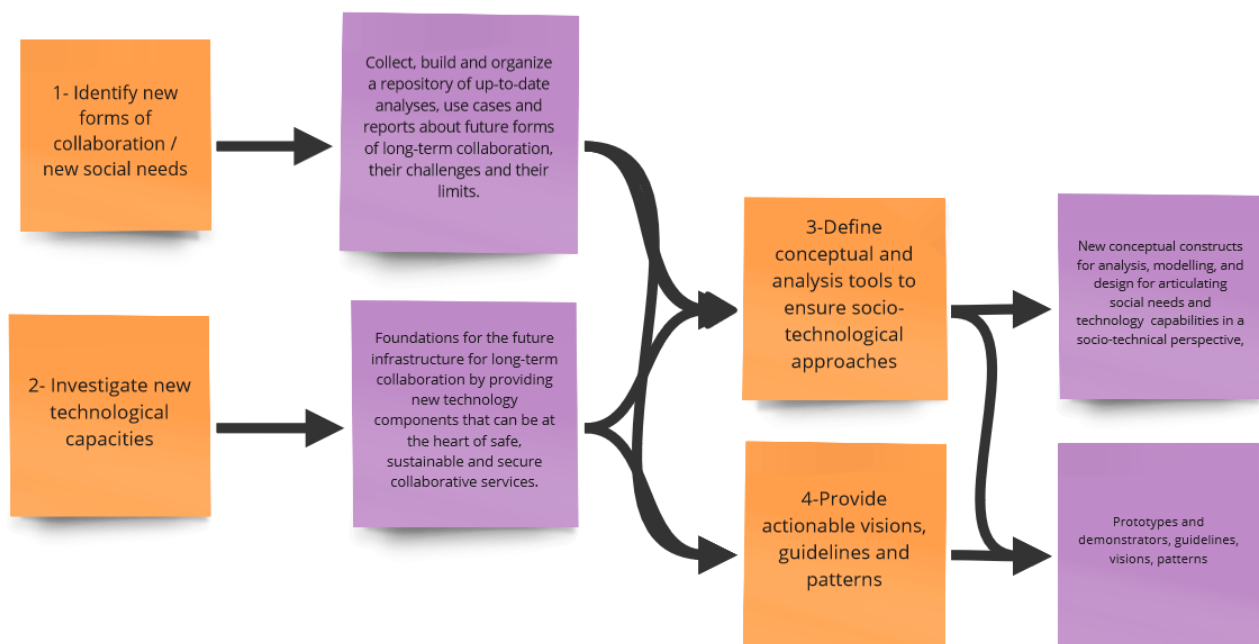 1- Identify new
forms of
collaboration /
new social needs
Collect, build and organize
a repository of up-to-date
analyses, use cases and
reports about future forms
of long-term collaboration,
their challenges and their
limits.
2- Investigate new
technological
capacities
Foundations for the future
infrastructure for long-term
collaboration by providing
new technology
components that can be at
the heart of safe,
sustainable and secure
collaborative services.
3-Define
conceptual and
analysis tools to
ensure socio-
technological
approaches
New conceptual constructs
for analysis, modelling, and
design for articulating
social needs and
technology capabilities in a
socio-technical perspective,
4-Provide
actionable visions,
guidelines and
patterns
Prototypes and
demonstrators, guidelines,
visions, patterns